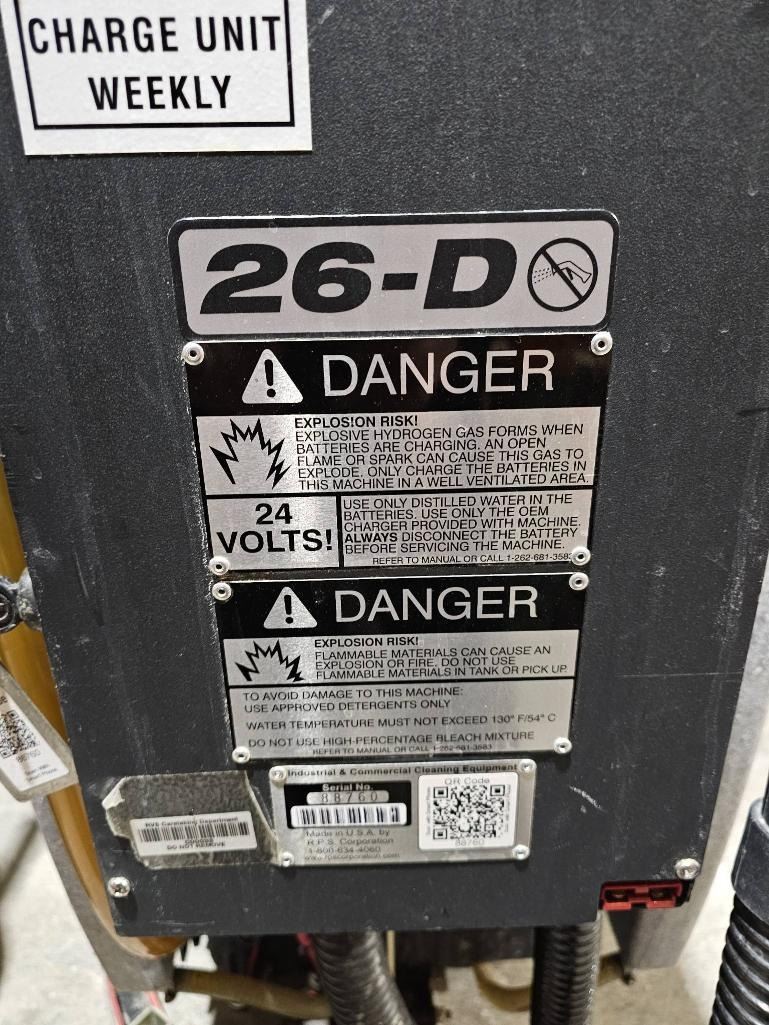 CHARGE UNIT
WEEKLY
26-D
DANGER
EXPLOSION RISK!
EXPLOSIVE HYDROGEN GAS FORMS WHEN
BATTERIES ARE CHARGING. AN OPEN
FLAME OR SPARK CAN CAUSE THIS GAS TO
EXPLODE, ONLY CHARGE THE BATTERIES IN
THIS MACHINE IN A WELL VENTILATED AREA.
24
VOLTS!
USE ONLY DISTILLED WATER IN THE
BATTERIES. USE ONLY THE OEM
CHARGER PROVIDED WITH MACHINE.
ALWAYS DISCONNECT THE BATTERY
BEFORE SERVICING THE MACHINE.
REFER TO MANUAL OR CALL 1-262-681-3583
DANGER
EXPLOSION RISK!
FLAMMABLE MATERIALS CAN CAUSE AN
EXPLOSION OR FIRE. DO NOT USE
FLAMMABLE MATERIALS IN TANK OR PICK UP.
TO AVOID DAMAGE TO THIS MACHINE:
USE APPROVED DETERGENTS ONLY
WATER TEMPERATURE MUST NOT EXCEED 130° F/54° C
DO NOT USE HIGH-PERCENTAGE BLEACH MIXTURE
REFER TO MANUAL OR CALL 1-262-681-3583
Industrial & Commercial Cleaning Equipment
Serial No.
88760
Made in U.S.A. by
R.P.S. Corporation
1-800-634-4060
www.rpscorporation.com
QR Code
88760
Department
DO NOT REMOVE
88760